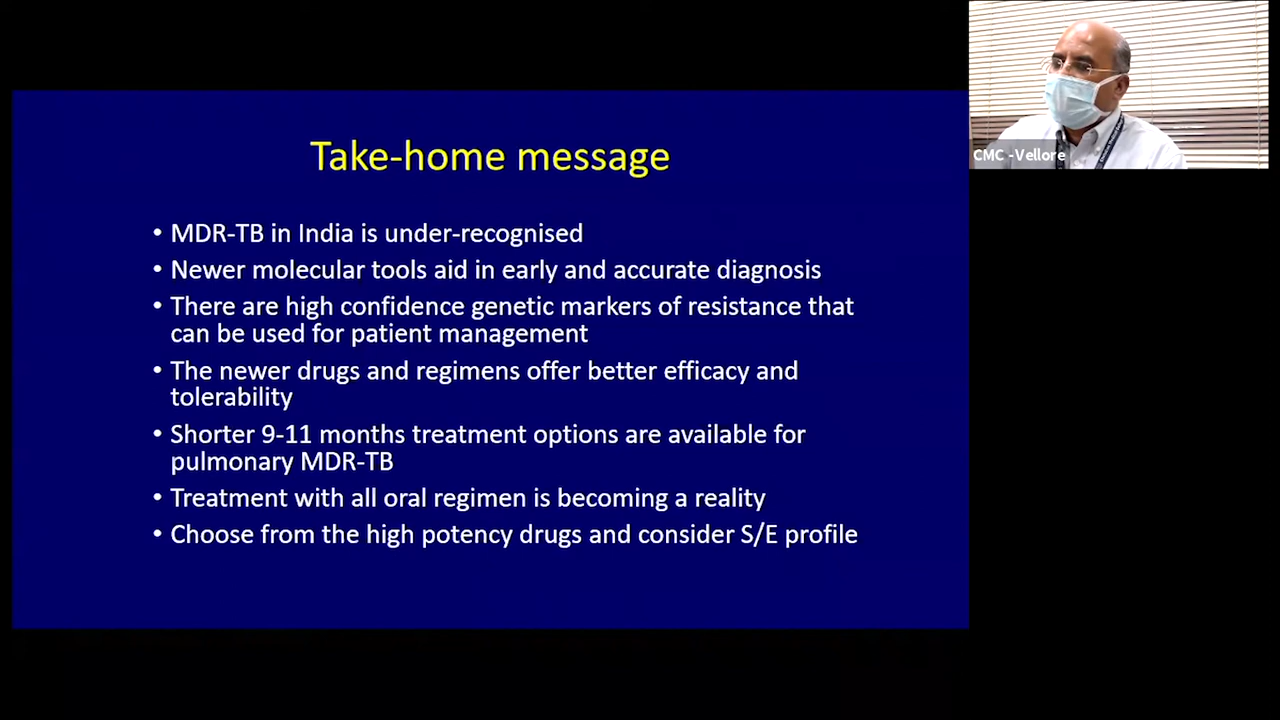 Take-home message
• MDR-TB in India is under-recognised
• Newer molecular tools aid in early and accurate diagnosis
• There are high confidence genetic markers of resistance that
can be used for patient management
• The newer drugs and regimens offer better efficacy and
tolerability
• Shorter 9-11 months treatment options are available for
pulmonary MDR-TB
• Treatment with all oral regimen is becoming a reality
• Choose from the high potency drugs and consider S/E profile
CMC -Vellore